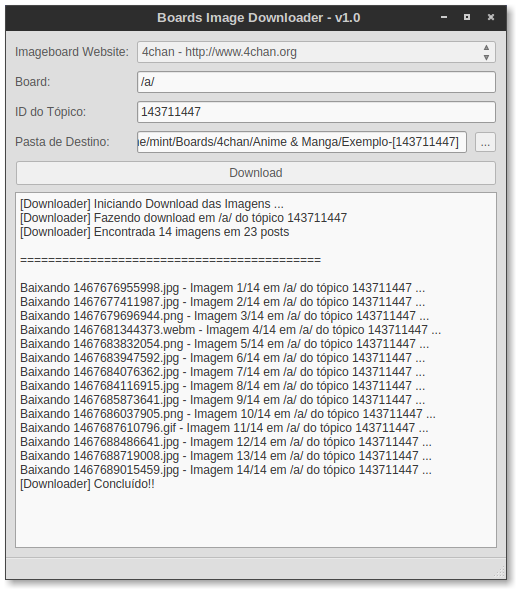 Boards Image Downloader - v1.0
Imageboard Website: 4chan - http://www.4chan.org
Board: /a/
ID do Tópico: 143711447
Pasta de Destino: ne/mint/Boards/4chan/Anime & Manga/Exemplo-[143711447] ...
Download
[Downloader] Iniciando Download das Imagens ...
[Downloader] Fazendo download em /a/ do tópico 143711447
[Downloader] Encontrada 14 imagens em 23 posts
===========================================
Baixando 1467676955998.jpg - Imagem 1/14 em /a/ do tópico 143711447 ...
Baixando 1467677411987.jpg - Imagem 2/14 em /a/ do tópico 143711447 ...
Baixando 1467679696944.png - Imagem 3/14 em /a/ do tópico 143711447 ...
Baixando 1467681344373.webm - Imagem 4/14 em /a/ do tópico 143711447 ...
Baixando 1467683832054.png - Imagem 5/14 em /a/ do tópico 143711447 ...
Baixando 1467683947592.jpg - Imagem 6/14 em /a/ do tópico 143711447 ...
Baixando 1467684076362.jpg - Imagem 7/14 em /a/ do tópico 143711447 ...
Baixando 1467684116915.jpg - Imagem 8/14 em /a/ do tópico 143711447 ...
Baixando 1467685873641.jpg - Imagem 9/14 em /a/ do tópico 143711447 ...
Baixando 1467686037905.png - Imagem 10/14 em /a/ do tópico 143711447 ...
Baixando 1467687610796.gif - Imagem 11/14 em /a/ do tópico 143711447 ...
Baixando 1467688486641.jpg - Imagem 12/14 em /a/ do tópico 143711447 ...
Baixando 1467688719008.jpg - Imagem 13/14 em /a/ do tópico 143711447 ...
Baixando 1467689015459.jpg - Imagem 14/14 em /a/ do tópico 143711447 ...
[Downloader] Concluído!!